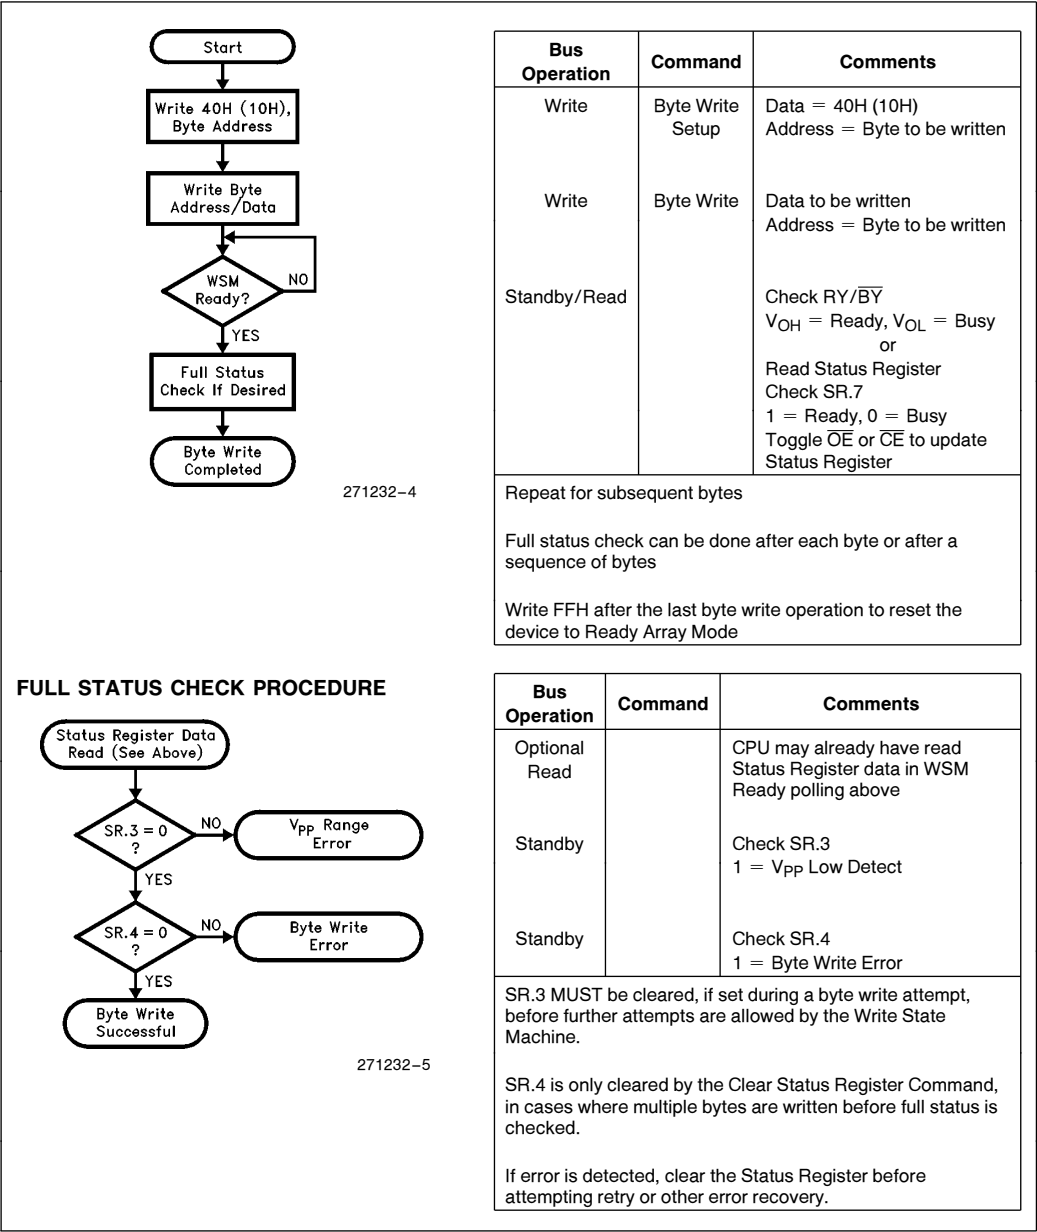 Start
Write 40H (10H),
Byte Address
Write Byte
Address/Data
WSM
Ready?
NO
YES
Full Status
Check If Desired
Byte Write
Completed
271232–4
Bus
Operation
Command
Comments
Write
Byte Write
Setup
Data = 40H (10H)
Address = Byte to be written
Write
Byte Write
Data to be written
Address = Byte to be written
Standby/Read
Check RY/B̅Y̅
VOH = Ready, VOL = Busy
or
Read Status Register
Check SR.7
1 = Ready, 0 = Busy
Toggle O̅E̅ or C̅E̅ to update
Status Register
Repeat for subsequent bytes
Full status check can be done after each byte or after a
sequence of bytes
Write FFH after the last byte write operation to reset the
device to Ready Array Mode
FULL STATUS CHECK PROCEDURE
Status Register Data
Read (See Above)
SR.3 = 0
?
NO
VPP Range
Error
YES
SR.4 = 0
?
NO
Byte Write
Error
YES
Byte Write
Successful
271232–5
Bus
Operation
Command
Comments
Optional
Read
CPU may already have read
Status Register data in WSM
Ready polling above
Standby
Check SR.3
1 = VPP Low Detect
Standby
Check SR.4
1 = Byte Write Error
SR.3 MUST be cleared, if set during a byte write attempt,
before further attempts are allowed by the Write State
Machine.
SR.4 is only cleared by the Clear Status Register Command,
in cases where multiple bytes are written before full status is
checked.
If error is detected, clear the Status Register before
attempting retry or other error recovery.